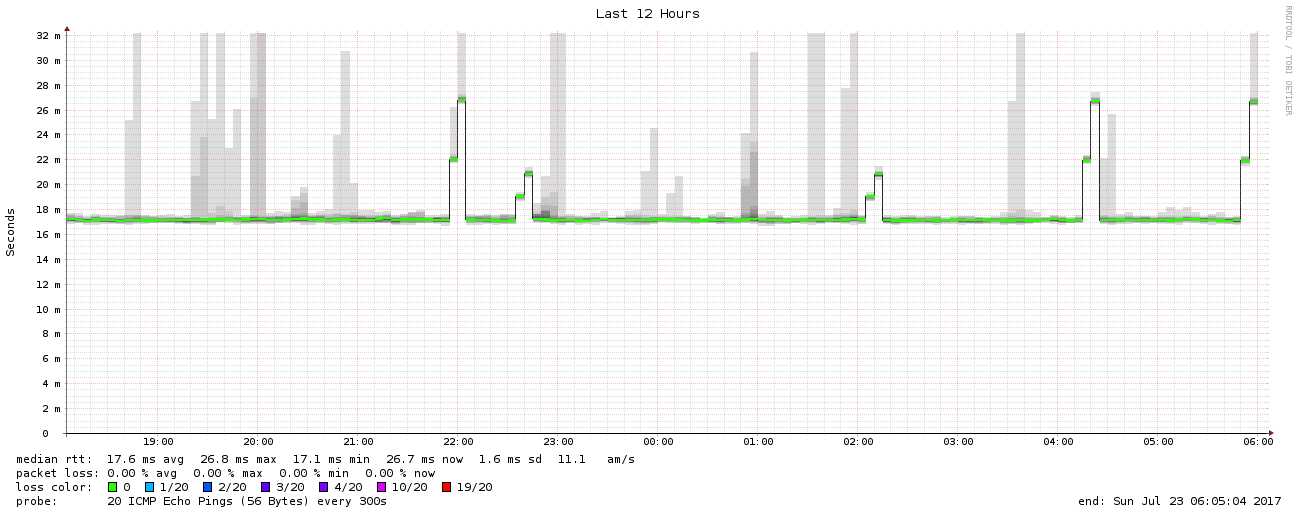 Last 12 Hours
RRDTOOL / TOBI OETIKER
32 m
30 m
28 m
26 m
24 m
22 m
20 m
18 m
16 m
14 m
12 m
10 m
8 m
6 m
4 m
2 m
0
Seconds
19:00 20:00 21:00 22:00 23:00 00:00 01:00 02:00 03:00 04:00 05:00 06:00
median rtt: 17.6 ms avg 26.8 ms max 17.1 ms min 26.7 ms now 1.6 ms sd 11.1 am/s
packet loss: 0.00 % avg 0.00 % max 0.00 % min 0.00 % now
loss color: 0 1/20 2/20 3/20 4/20 10/20 19/20
probe: 20 ICMP Echo Pings (56 Bytes) every 300s
end: Sun Jul 23 06:05:04 2017